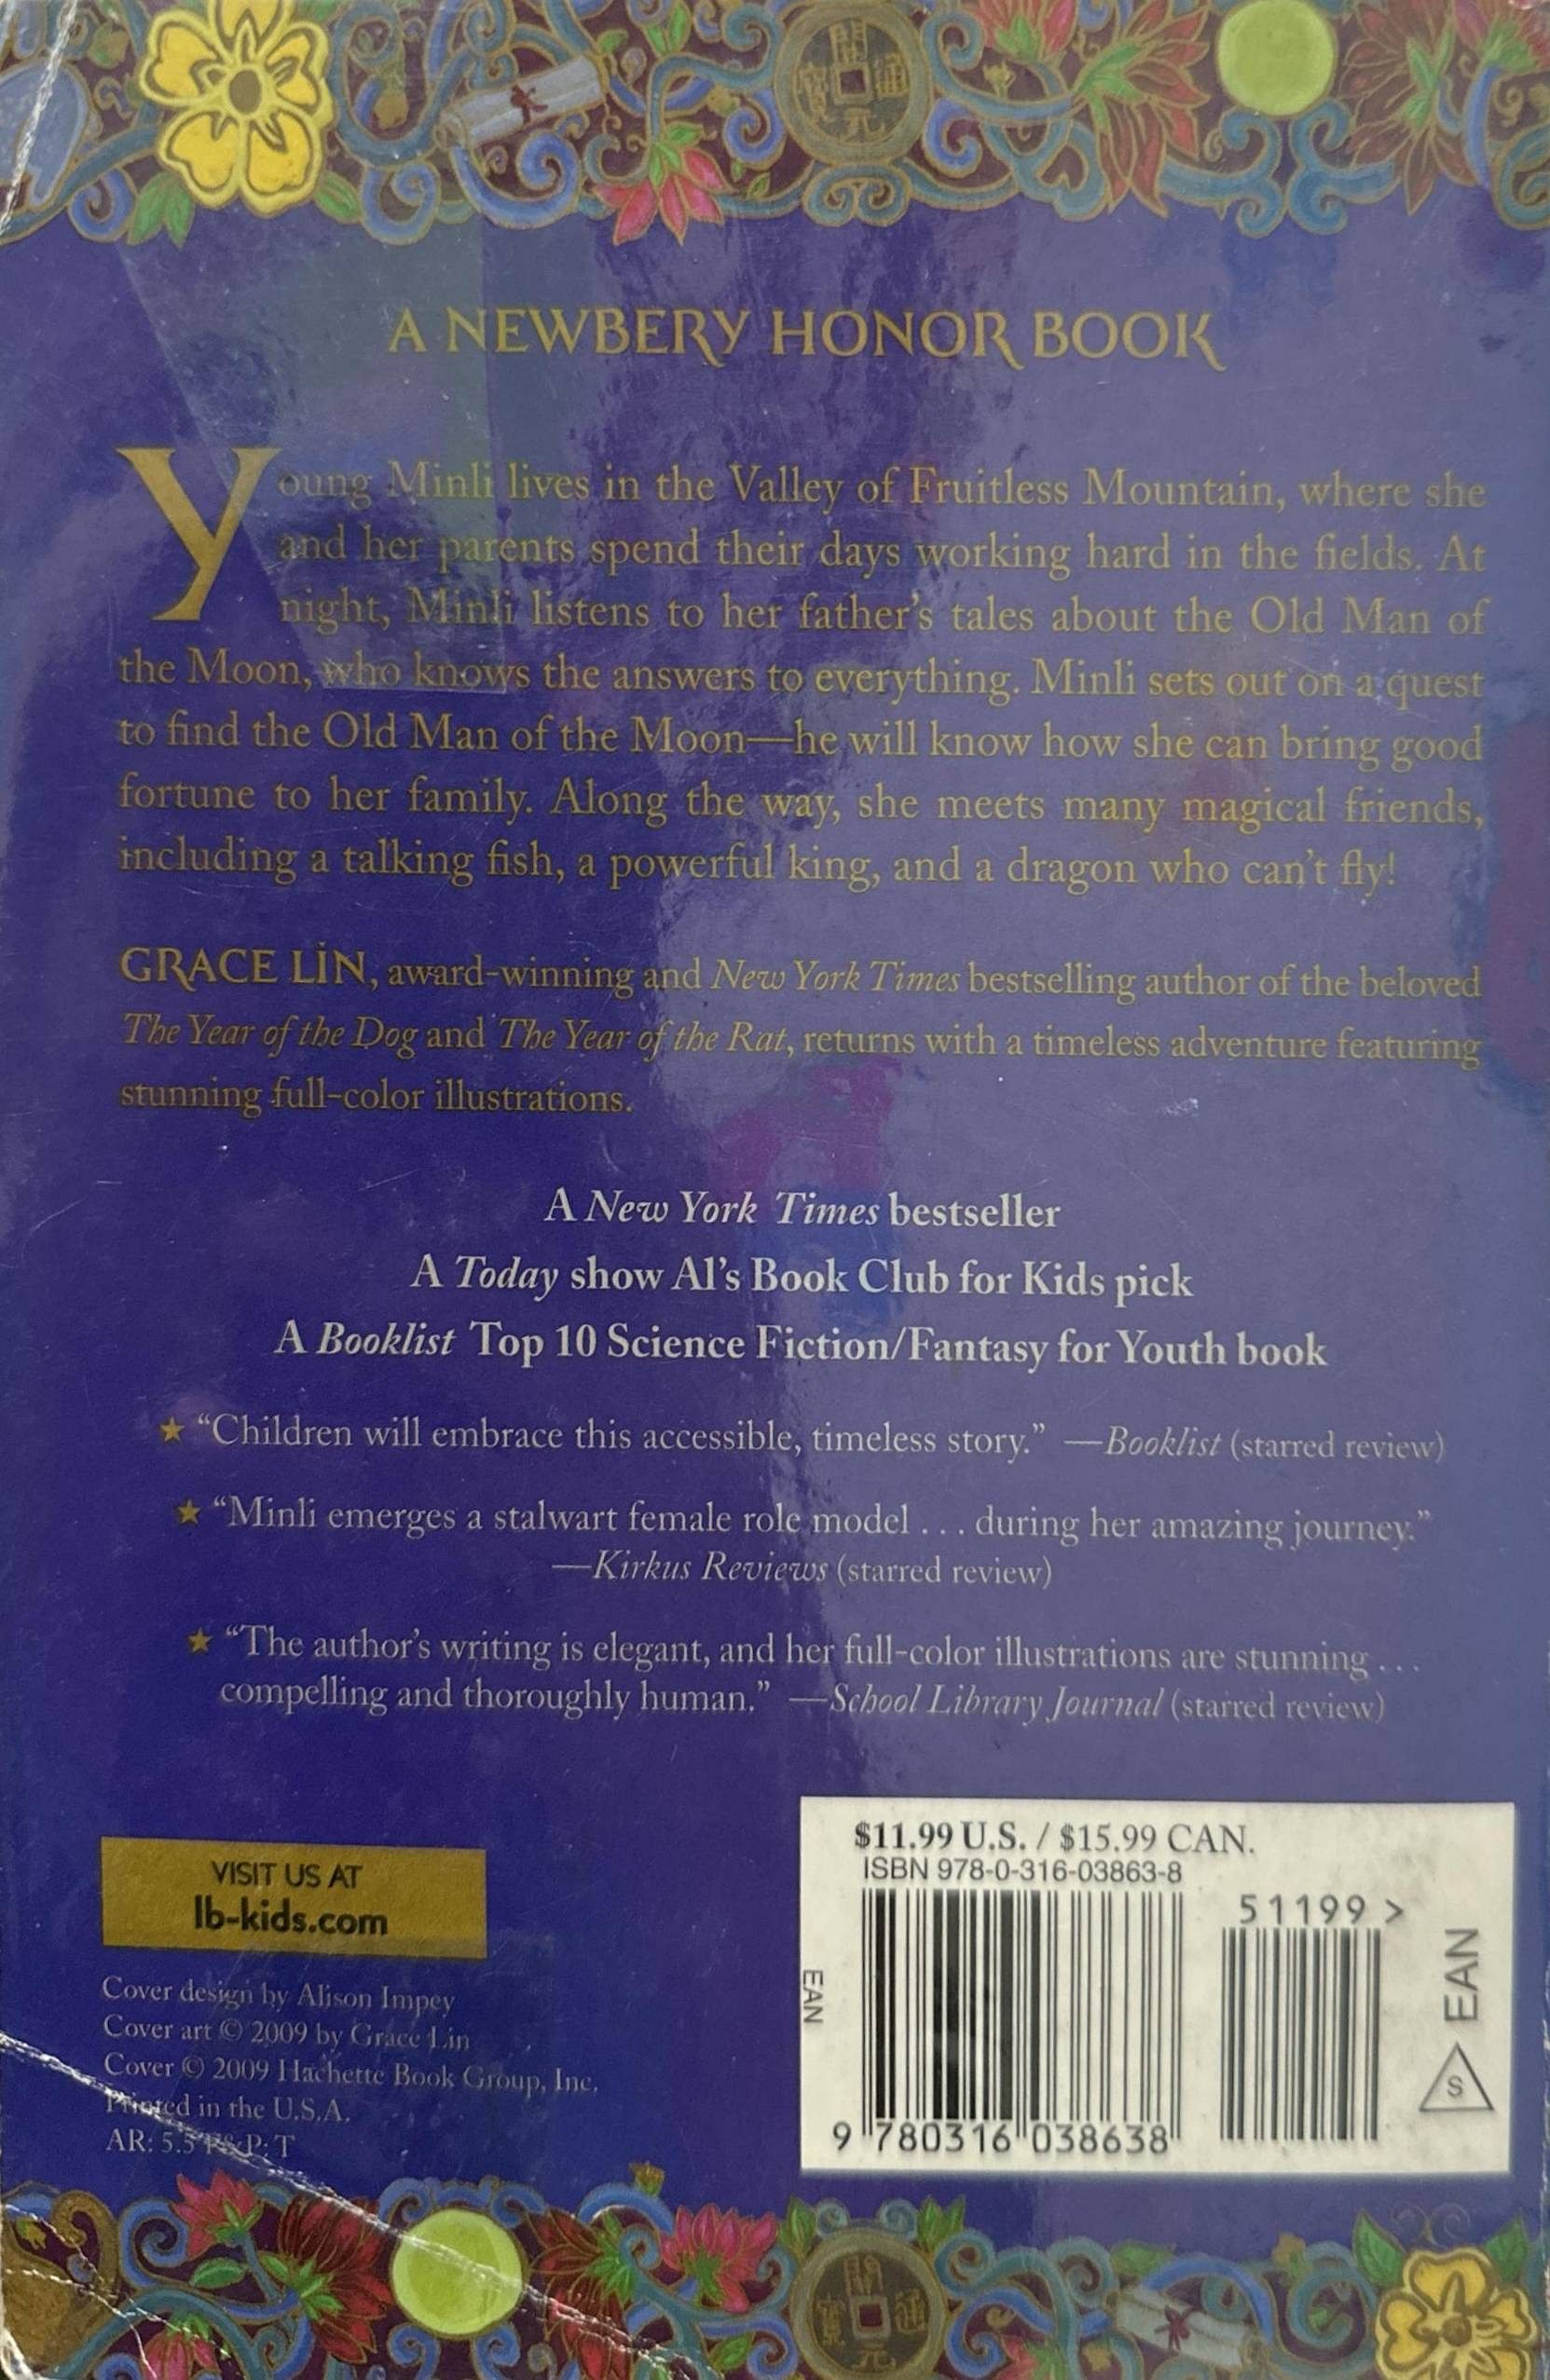 A NEWBERY HONOR BOOK
Young Minli lives in the Valley of Fruitless Mountain, where she
and her parents spend their days working hard in the fields. At
night, Minli listens to her father's tales about the Old Man of
the Moon, who knows the answers to everything. Minli sets out on a quest
to find the Old Man of the Moon—he will know how she can bring good
fortune to her family. Along the way, she meets many magical friends,
including a talking fish, a powerful king, and a dragon who can't fly!
GRACE LIN, award-winning and New York Times bestselling author of the beloved
The Year of the Dog and The Year of the Rat, returns with a timeless adventure featuring
stunning full-color illustrations.
A New York Times bestseller
A Today show Al's Book Club for Kids pick
A Booklist Top 10 Science Fiction/Fantasy for Youth book
★ “Children will embrace this accessible, timeless story.” —Booklist (starred review)
★ “Minli emerges a stalwart female role model . . . during her amazing journey.”
—Kirkus Reviews (starred review)
★ “The author's writing is elegant, and her full-color illustrations are stunning . . .
compelling and thoroughly human.” —School Library Journal (starred review)
VISIT US AT
lb-kids.com
Cover design by Alison Impey
Cover art © 2009 by Grace Lin
Cover © 2009 Hachette Book Group, Inc.
Printed in the U.S.A.
AR: 5.5 F&P: T
$11.99 U.S. / $15.99 CAN.
ISBN 978-0-316-03863-8
51199 >
EAN
EAN
S
9 780316 038638